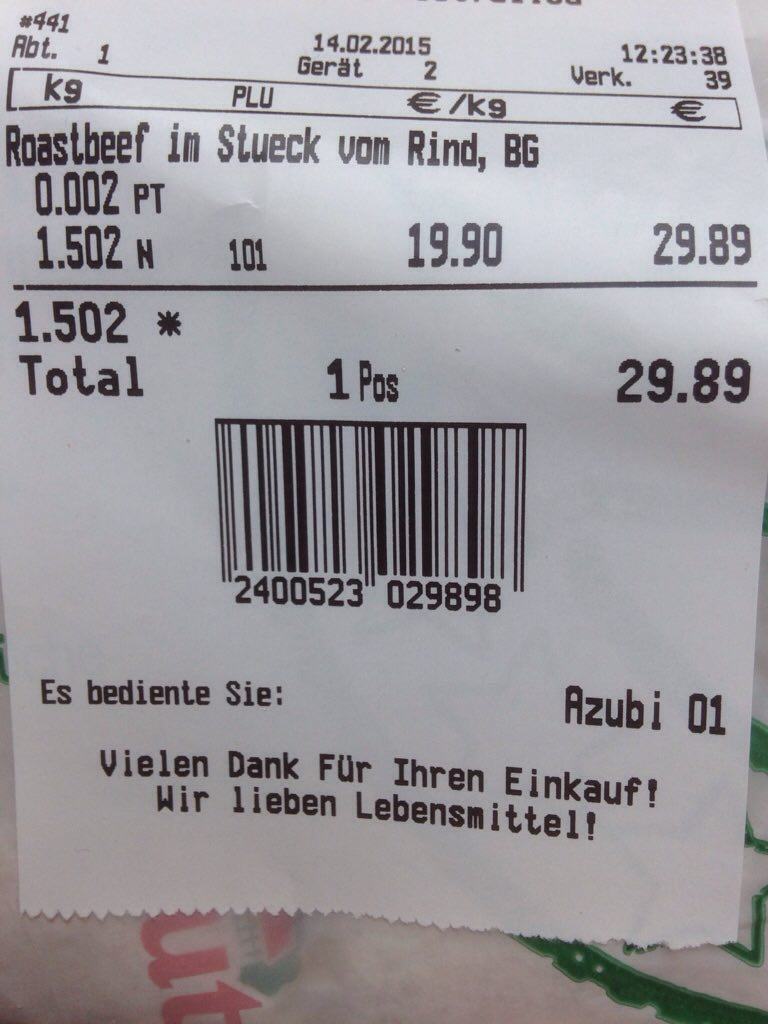 #441
Abt. 1 14.02.2015 12:23:38
Gerät 2 Verk. 39
kg PLU €/kg €
Roastbeef im Stueck vom Rind, BG
0.002 PT
1.502 N 101 19.90 29.89
1.502 *
Total 1 Pos 29.89
2400523 029898
Es bediente Sie: Azubi 01
Vielen Dank Für Ihren Einkauf!
Wir lieben Lebensmittel!
ut